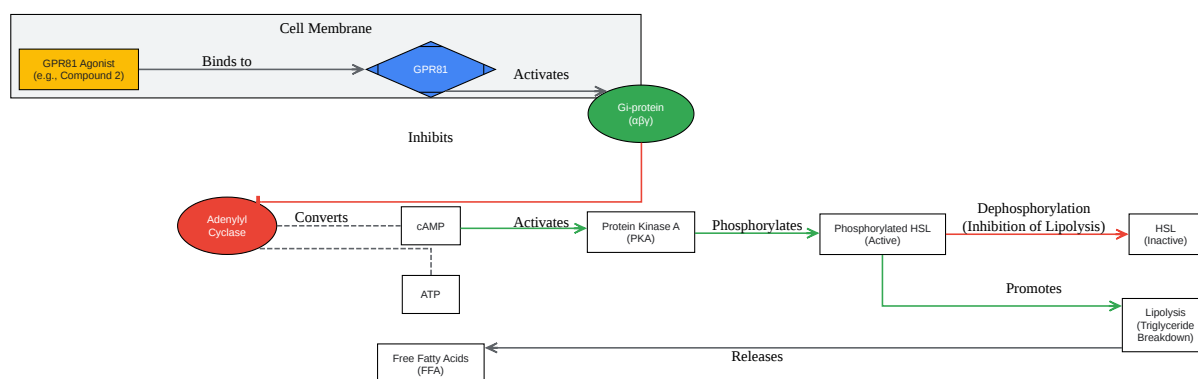 Cell Membrane
GPR81 Agonist
(e.g., Compound 2)
Binds to
GPR81
Activates
Gi-protein
(αβγ)
Inhibits
Adenylyl
Cyclase
Converts
cAMP
Activates
Protein Kinase A
(PKA)
Phosphorylates
Phosphorylated HSL
(Active)
Dephosphorylation
(Inhibition of Lipolysis)
HSL
(Inactive)
ATP
Promotes
Lipolysis
(Triglyceride
Breakdown)
Releases
Free Fatty Acids
(FFA)